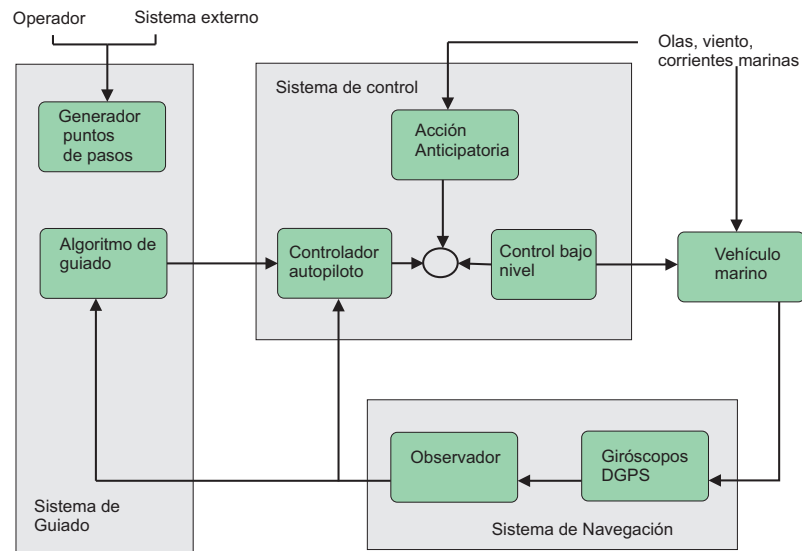 Operador
Sistema externo
Olas, viento,
corrientes marinas
Sistema de control
Generador
puntos
de pasos
Acción
Anticipatoria
Algoritmo de
guiado
Controlador
autopiloto
Control bajo
nivel
Vehículo
marino
Observador
Giróscopos
DGPS
Sistema de
Guiado
Sistema de Navegación